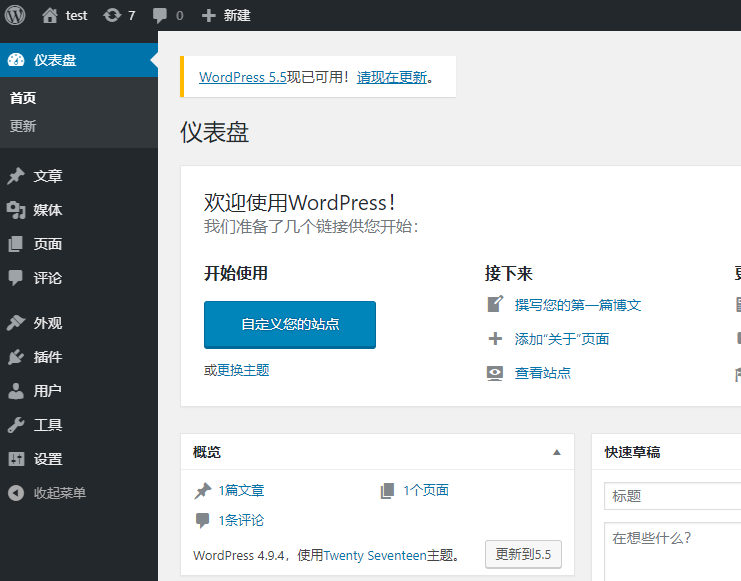 test 7 0 新建
仪表盘
首页
更新
文章
媒体
页面
评论
外观
插件
用户
工具
设置
收起菜单
WordPress 5.5现已可用！请现在更新。
仪表盘
欢迎使用WordPress！
我们准备了几个链接供您开始：
开始使用
自定义您的站点
或更换主题
接下来
撰写您的第一篇博文
添加“关于”页面
查看站点
概览
1篇文章
1个页面
1条评论
WordPress 4.9.4，使用Twenty Seventeen主题。
更新到5.5
快速草稿
标题
在想些什么？